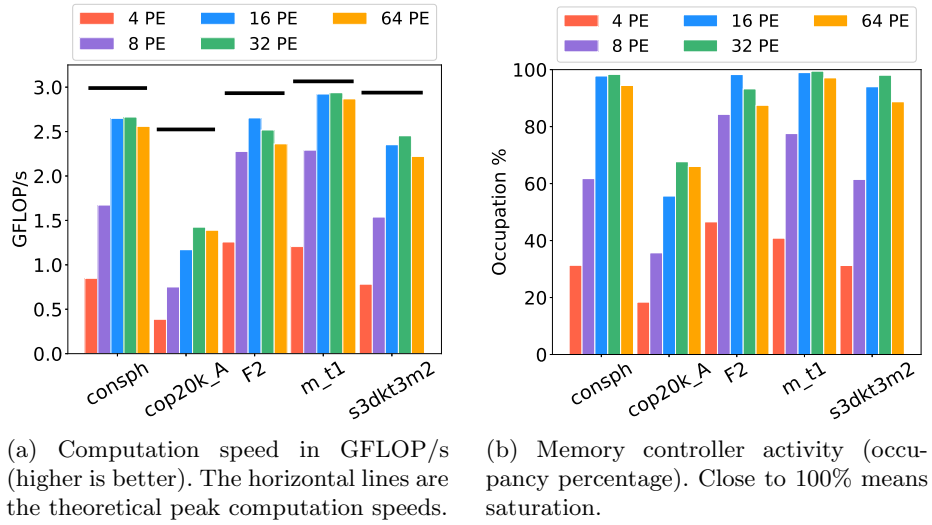 4 PE
8 PE
16 PE
32 PE
64 PE
3.0
2.5
2.0
1.5
1.0
0.5
0.0
GFLOP/s
consph
cop20k_A
F2
m_t1
s3dkt3m2
(a) Computation speed in GFLOP/s
(higher is better). The horizontal lines are
the theoretical peak computation speeds.
4 PE
8 PE
16 PE
32 PE
64 PE
100
80
60
40
20
0
Occupation %
consph
cop20k_A
F2
m_t1
s3dkt3m2
(b) Memory controller activity (occu-
pancy percentage). Close to 100% means
saturation.